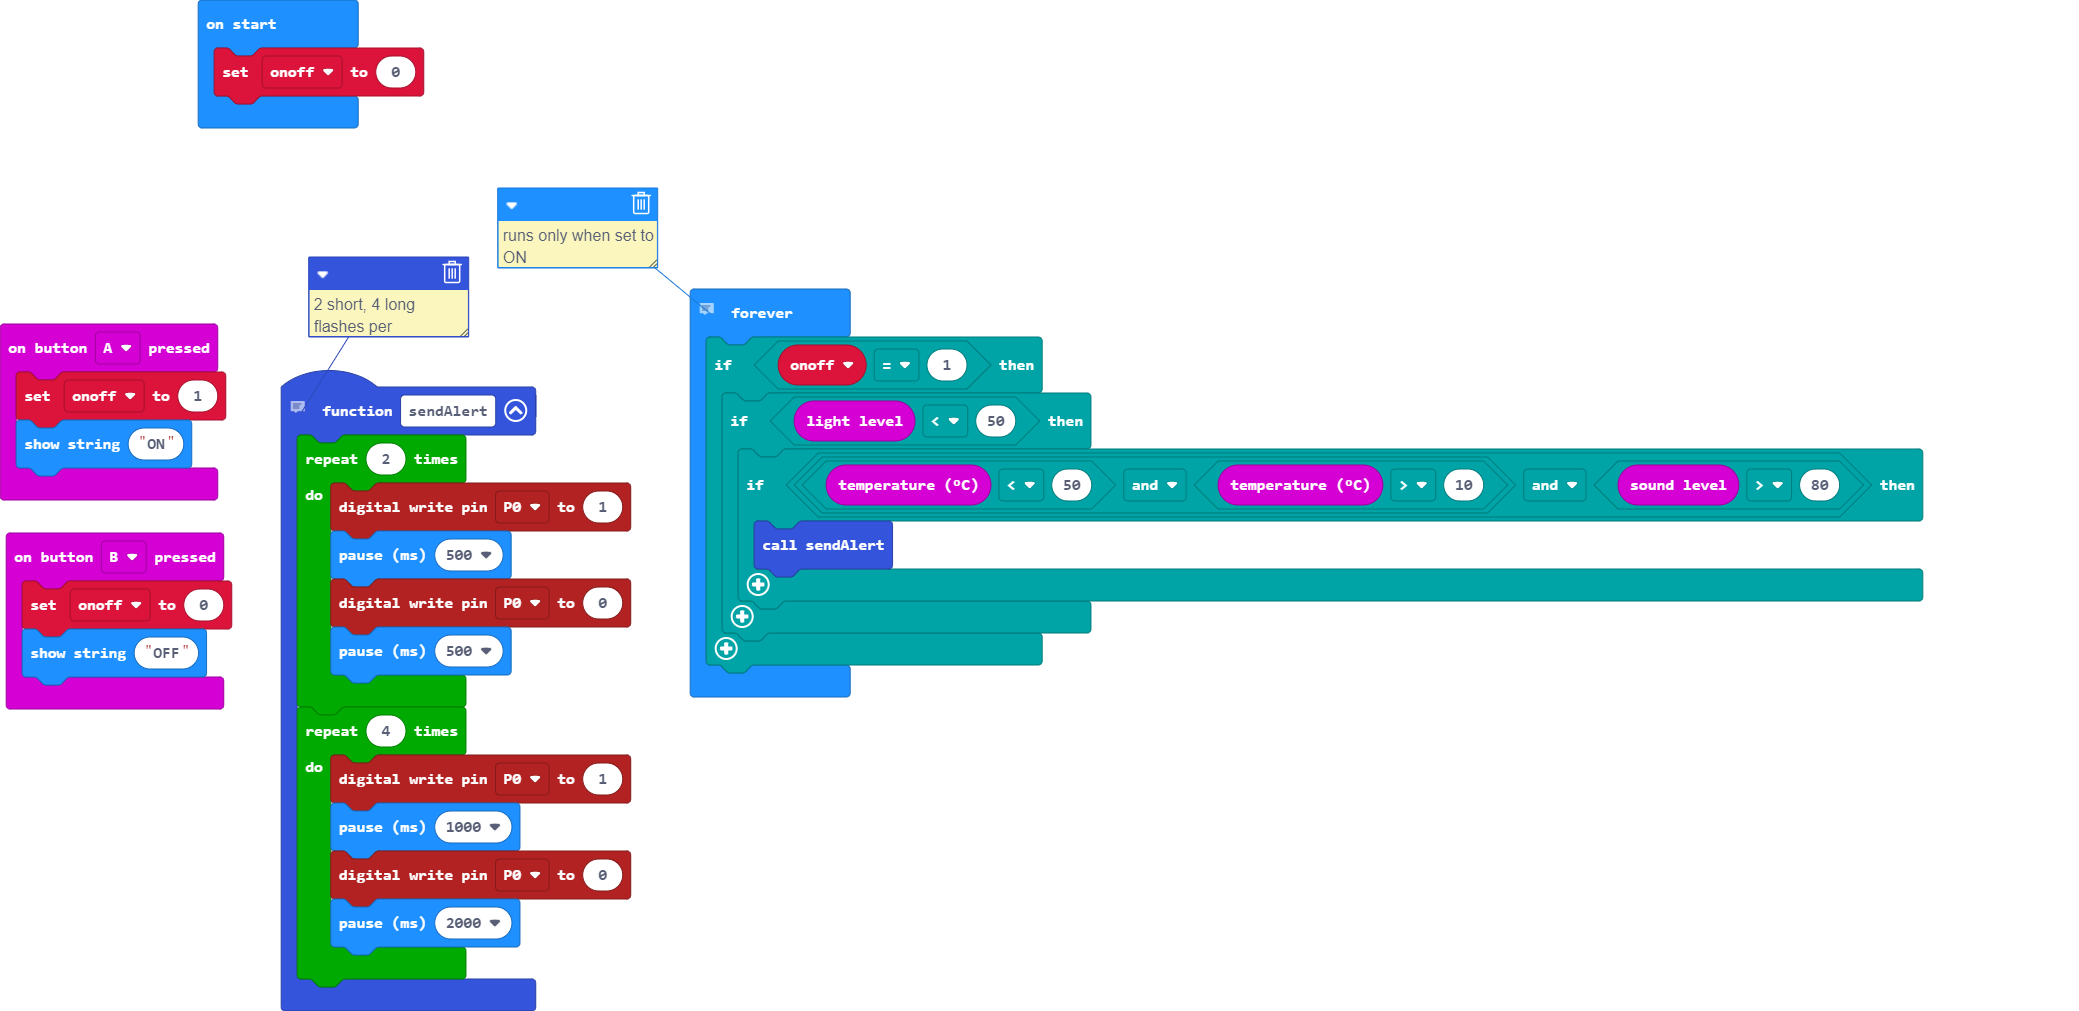 on start
set onoff to 0
runs only when set to
ON
2 short, 4 long
flashes per
on button A pressed
set onoff to 1
show string "ON"
on button B pressed
set onoff to 0
show string "OFF"
function sendAlert
repeat 2 times
do
digital write pin P0 to 1
pause (ms) 500
digital write pin P0 to 0
pause (ms) 500
repeat 4 times
do
digital write pin P0 to 1
pause (ms) 1000
digital write pin P0 to 0
pause (ms) 2000
forever
if onoff = 1 then
if light level < 50 then
if temperature (ºC) < 50 and temperature (ºC) > 10 and sound level > 80 then
call sendAlert